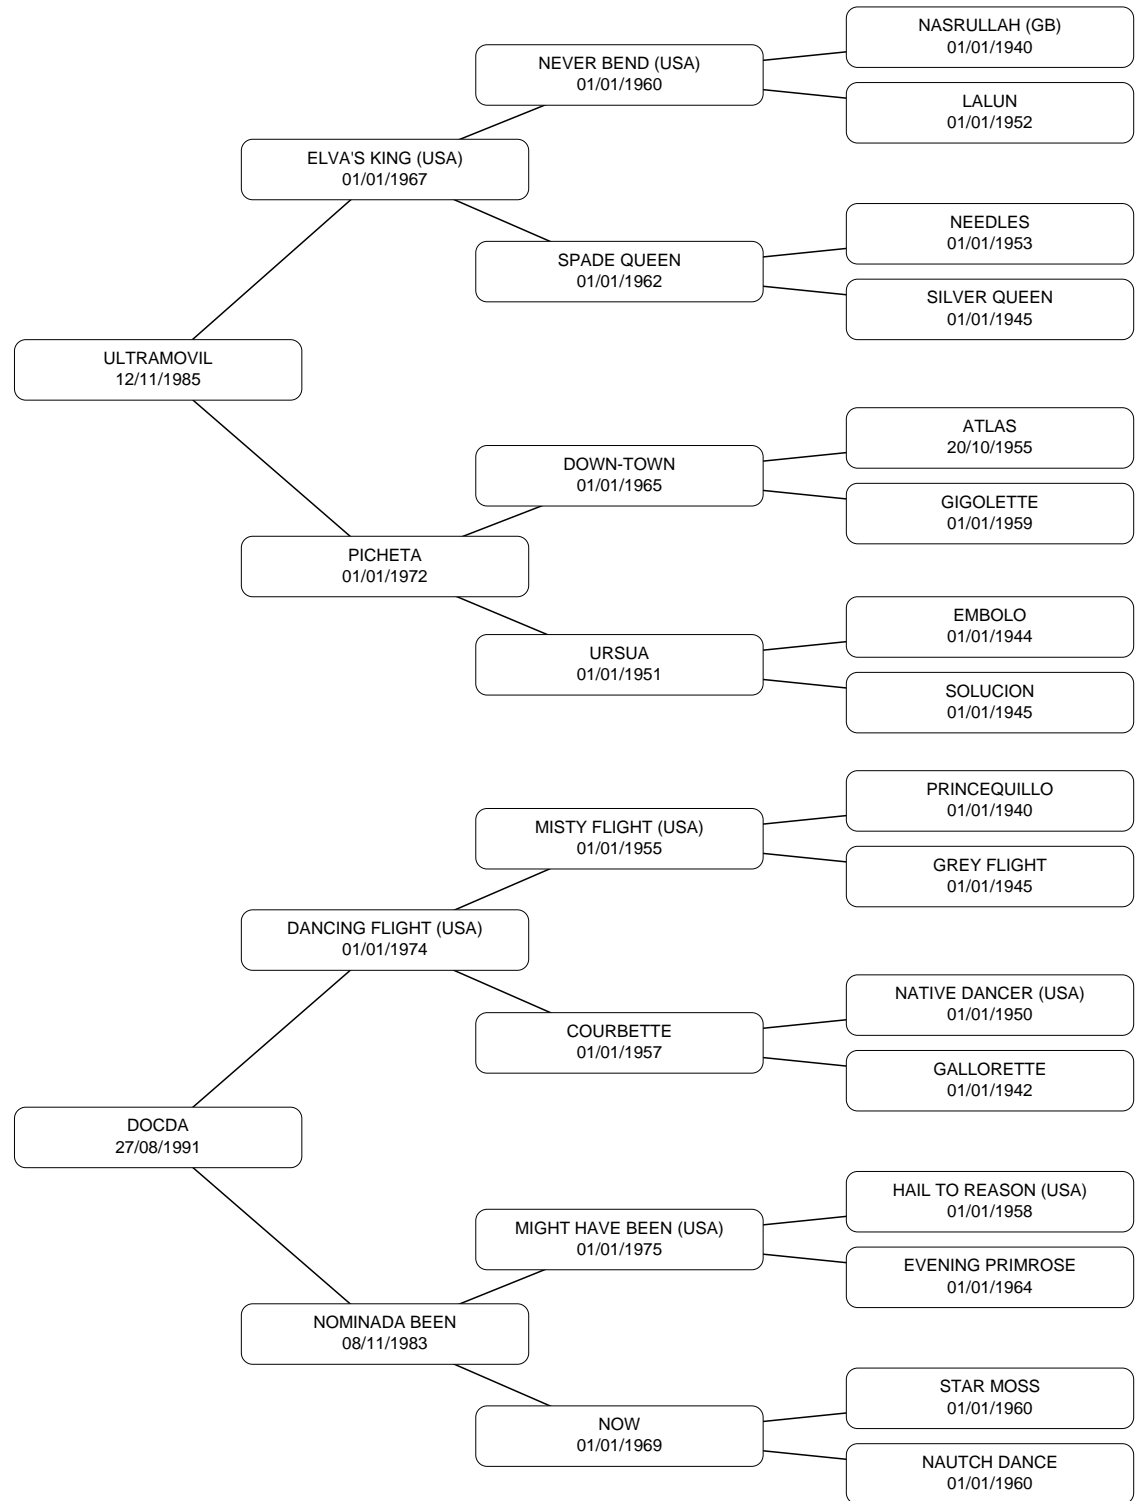 NASRULLAH (GB)
01/01/1940
NEVER BEND (USA)
01/01/1960
LALUN
01/01/1952
ELVA'S KING (USA)
01/01/1967
NEEDLES
01/01/1953
SPADE QUEEN
01/01/1962
SILVER QUEEN
01/01/1945
ULTRAMOVIL
12/11/1985
ATLAS
20/10/1955
DOWN-TOWN
01/01/1965
GIGOLETTE
01/01/1959
PICHETA
01/01/1972
EMBOLO
01/01/1944
URSUA
01/01/1951
SOLUCION
01/01/1945
PRINCEQUILLO
01/01/1940
MISTY FLIGHT (USA)
01/01/1955
GREY FLIGHT
01/01/1945
DANCING FLIGHT (USA)
01/01/1974
NATIVE DANCER (USA)
01/01/1950
COURBETTE
01/01/1957
GALLORETTE
01/01/1942
DOCDA
27/08/1991
HAIL TO REASON (USA)
01/01/1958
MIGHT HAVE BEEN (USA)
01/01/1975
EVENING PRIMROSE
01/01/1964
NOMINADA BEEN
08/11/1983
STAR MOSS
01/01/1960
NOW
01/01/1969
NAUTCH DANCE
01/01/1960